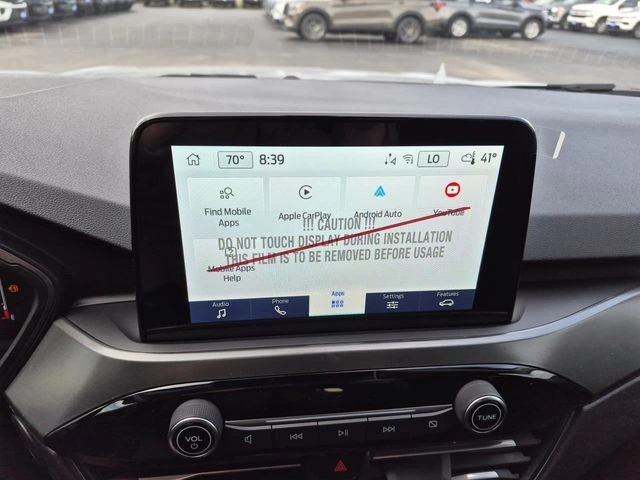 70° 8:39 LO 41°
Find Mobile Apps
Apple CarPlay
Android Auto
YouTube
!!! CAUTION !!!
DO NOT TOUCH DISPLAY DURING INSTALLATION
THIS FILM IS TO BE REMOVED BEFORE USAGE
Mobile Apps
Help
Audio Phone Apps Settings Features
VOL TUNE
E